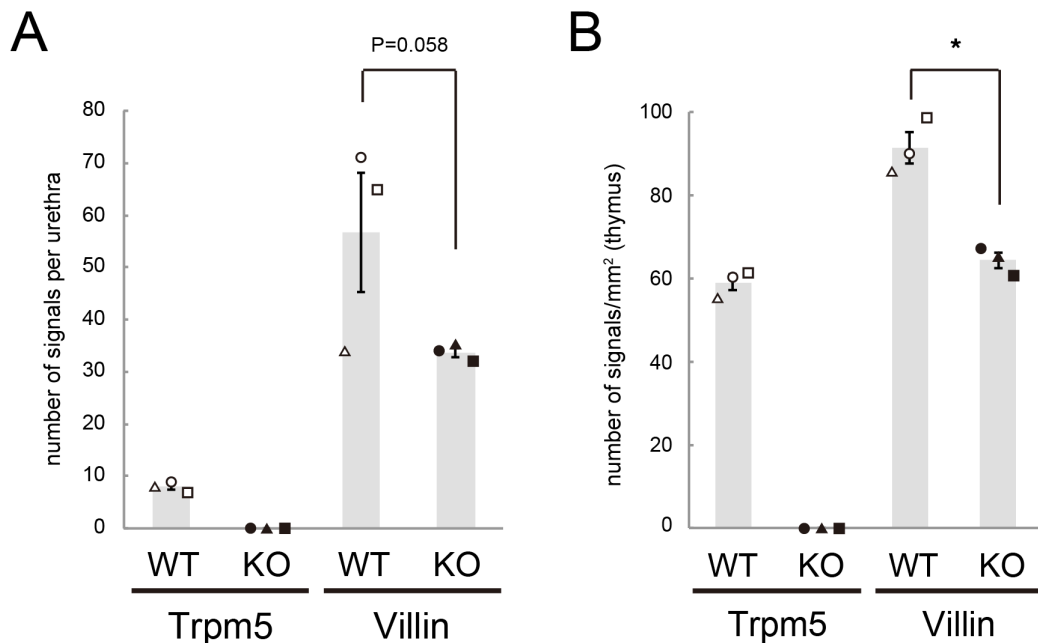 A
P=0.058
number of signals per urethra
80
70
60
50
40
30
20
10
0
WT KO WT KO
Trpm5 Villin
B
*
number of signals/mm² (thymus)
100
80
60
40
20
0
WT KO WT KO
Trpm5 Villin